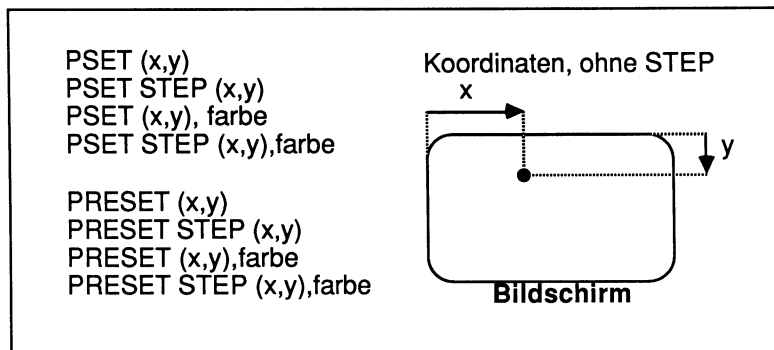 PSET (x,y)
PSET STEP (x,y)
PSET (x,y), farbe
PSET STEP (x,y),farbe
PRESET (x,y)
PRESET STEP (x,y)
PRESET (x,y),farbe
PRESET STEP (x,y),farbe
Koordinaten, ohne STEP
x
y
Bildschirm